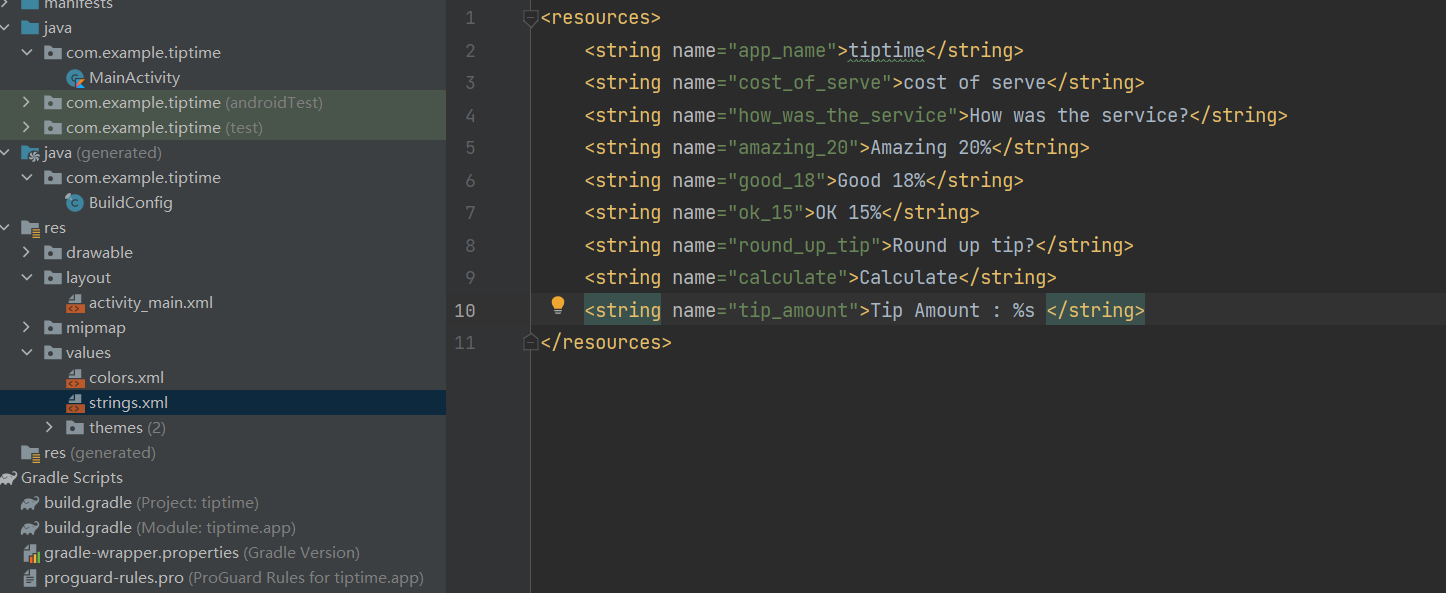 manifests
java
com.example.tiptime
MainActivity
com.example.tiptime (androidTest)
com.example.tiptime (test)
java (generated)
com.example.tiptime
BuildConfig
res
drawable
layout
activity_main.xml
mipmap
values
colors.xml
strings.xml
themes (2)
res (generated)
Gradle Scripts
build.gradle (Project: tiptime)
build.gradle (Module: tiptime.app)
gradle-wrapper.properties (Gradle Version)
proguard-rules.pro (ProGuard Rules for tiptime.app)
1 <resources>
2 <string name="app_name">tiptime</string>
3 <string name="cost_of_serve">cost of serve</string>
4 <string name="how_was_the_service">How was the service?</string>
5 <string name="amazing_20">Amazing 20%</string>
6 <string name="good_18">Good 18%</string>
7 <string name="ok_15">OK 15%</string>
8 <string name="round_up_tip">Round up tip?</string>
9 <string name="calculate">Calculate</string>
10 <string name="tip_amount">Tip Amount : %s </string>
11 </resources>